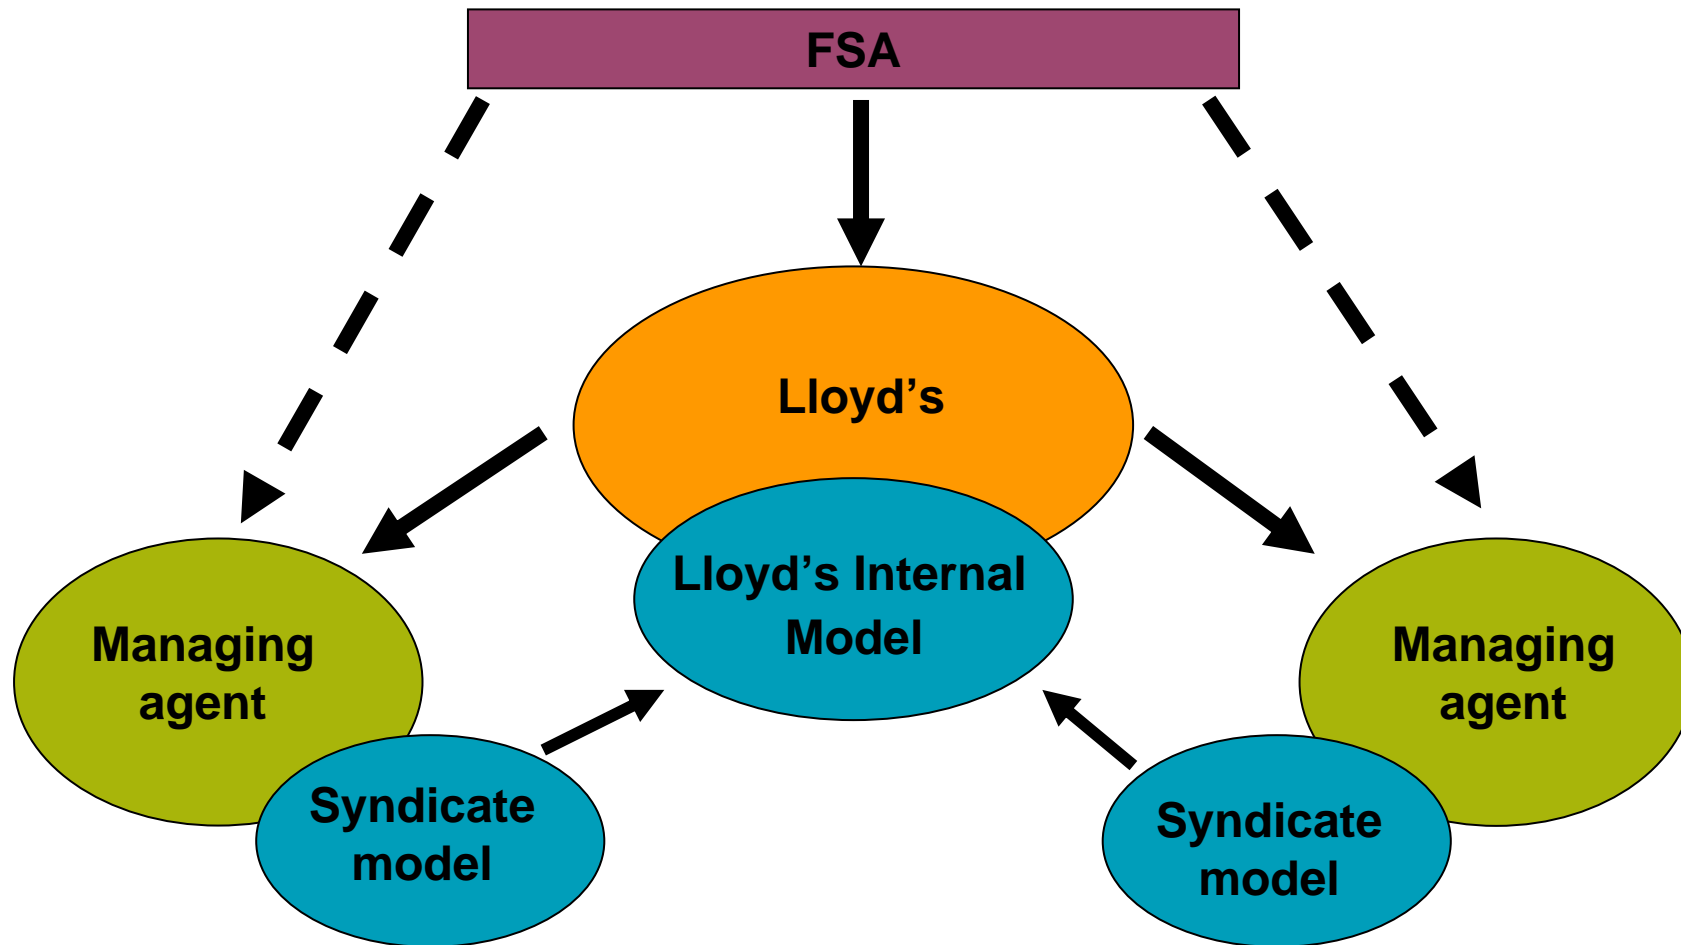 FSA
Lloyd’s
Lloyd’s Internal
Model
Managing
agent
Syndicate
model
Managing
agent
Syndicate
model